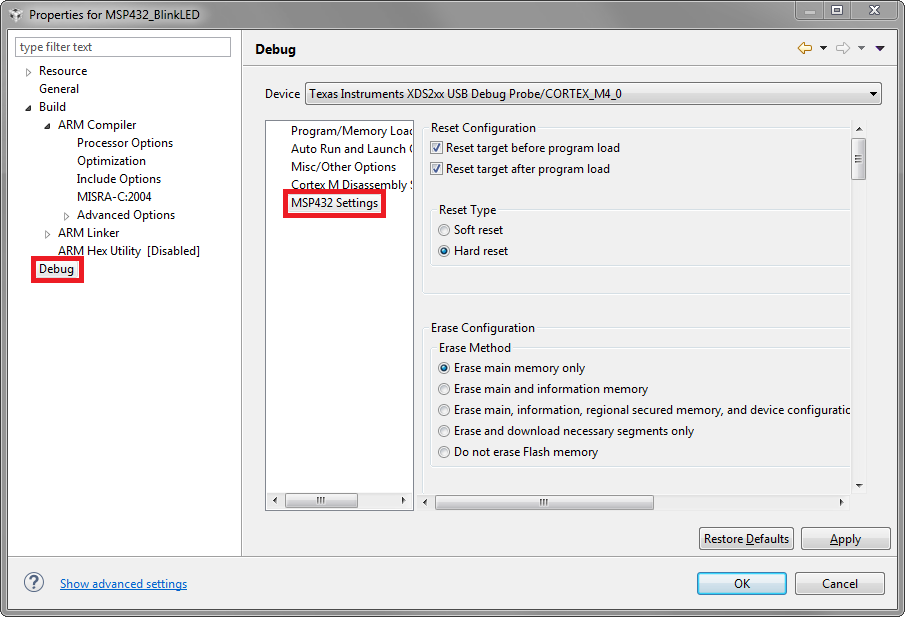 Properties for MSP432_BlinkLED
type filter text
Resource
General
Build
ARM Compiler
Processor Options
Optimization
Include Options
MISRA-C:2004
Advanced Options
ARM Linker
ARM Hex Utility [Disabled]
Debug
Debug
Device Texas Instruments XDS2xx USB Debug Probe/CORTEX_M4_0
Program/Memory Load
Auto Run and Launch
Misc/Other Options
Cortex M Disassembly
MSP432 Settings
Reset Configuration
Reset target before program load
Reset target after program load
Reset Type
Soft reset
Hard reset
Erase Configuration
Erase Method
Erase main memory only
Erase main and information memory
Erase main, information, regional secured memory, and device configuratio
Erase and download necessary segments only
Do not erase Flash memory
Restore Defaults
Apply
? Show advanced settings
OK
Cancel